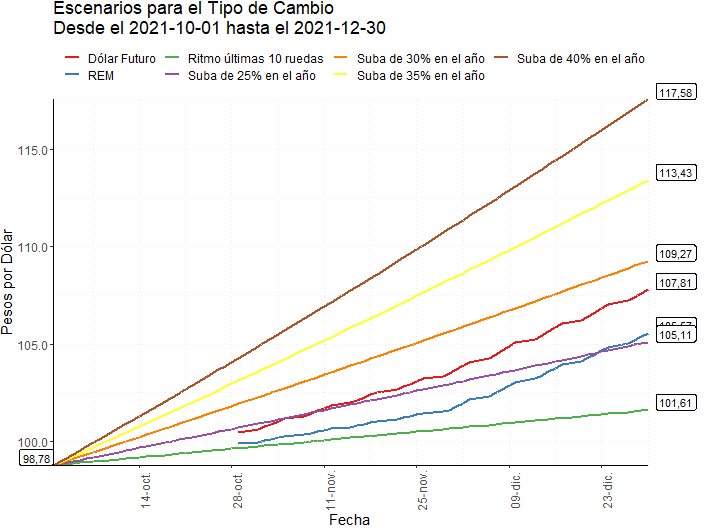 Escenarios para el Tipo de Cambio
Desde el 2021-10-01 hasta el 2021-12-30
Dólar Futuro Ritmo últimas 10 ruedas Suba de 30% en el año Suba de 40% en el año
REM Suba de 25% en el año Suba de 35% en el año
117,58
115.0
113,43
110.0
109,27
107,81
105,11
105.0
101,61
100.0
98,78
Pesos por Dólar
14-oct.
28-oct.
11-nov.
25-nov.
09-dic.
23-dic.
Fecha